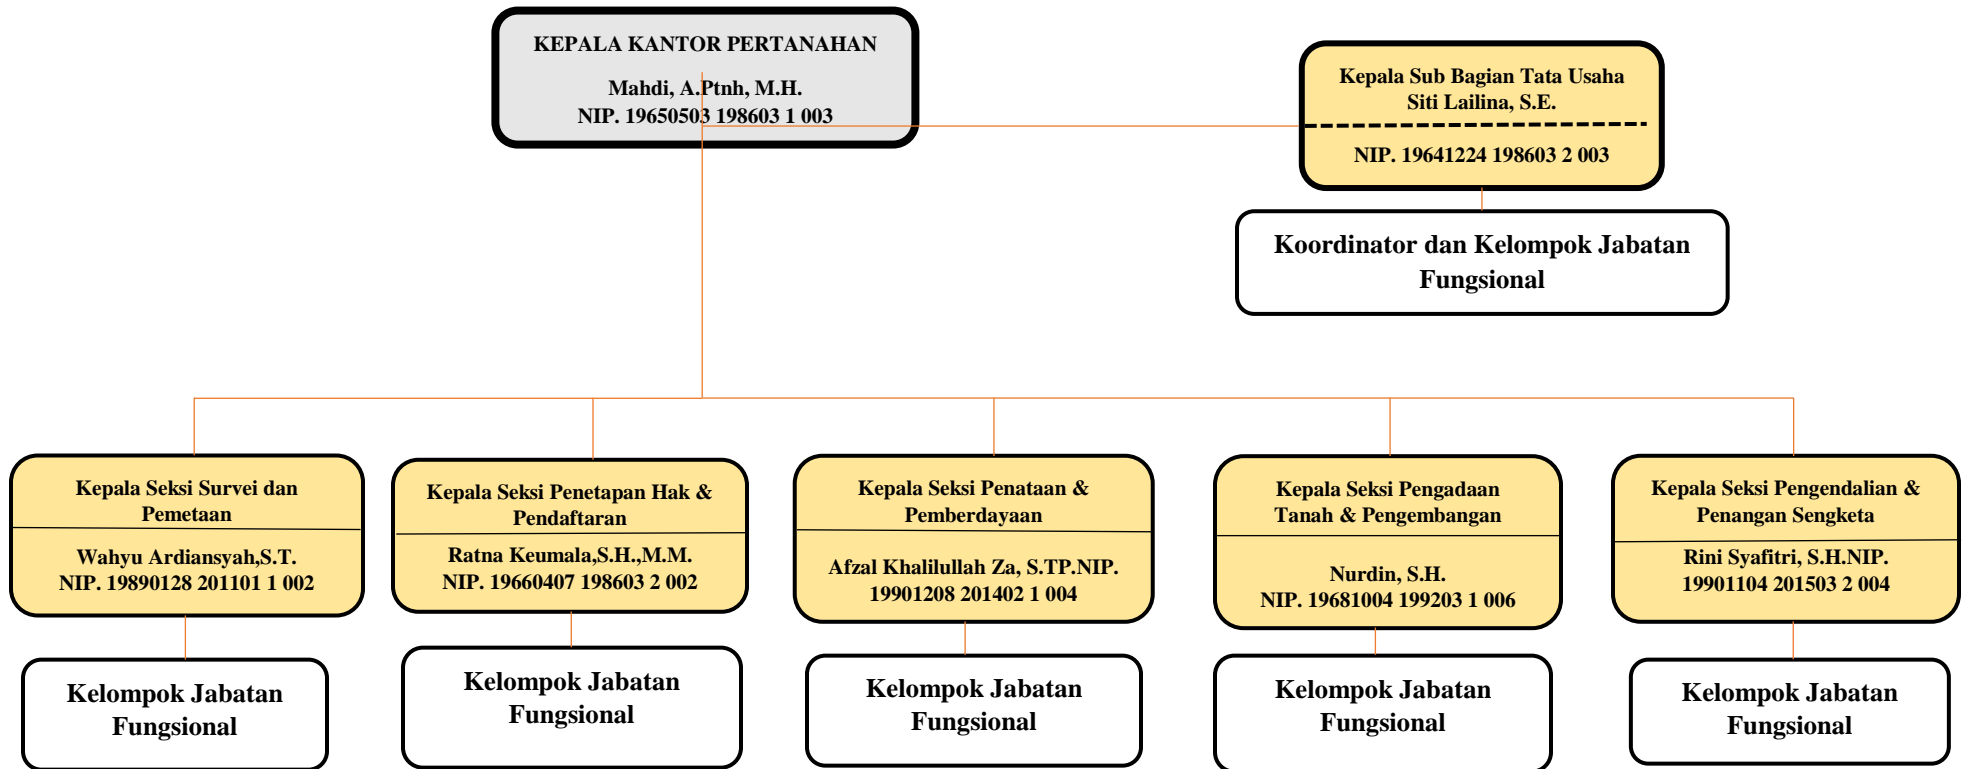 KEPALA KANTOR PERTANAHAN
Mahdi, A.Ptnh, M.H.
NIP. 19650503 198603 1 003
Kepala Sub Bagian Tata Usaha
Siti Lailina, S.E.
NIP. 19641224 198603 2 003
Koordinator dan Kelompok Jabatan
Fungsional
Kepala Seksi Survei dan
Pemetaan
Wahyu Ardiansyah,S.T.
NIP. 19890128 201101 1 002
Kepala Seksi Penetapan Hak &
Pendaftaran
Ratna Keumala,S.H.,M.M.
NIP. 19660407 198603 2 002
Kepala Seksi Penataan &
Pemberdayaan
Afzal Khalilullah Za, S.TP.NIP.
19901208 201402 1 004
Kepala Seksi Pengadaan
Tanah & Pengembangan
Nurdin, S.H.
NIP. 19681004 199203 1 006
Kepala Seksi Pengendalian &
Penangan Sengketa
Rini Syafitri, S.H.NIP.
19901104 201503 2 004
Kelompok Jabatan
Fungsional
Kelompok Jabatan
Fungsional
Kelompok Jabatan
Fungsional
Kelompok Jabatan
Fungsional
Kelompok Jabatan
Fungsional